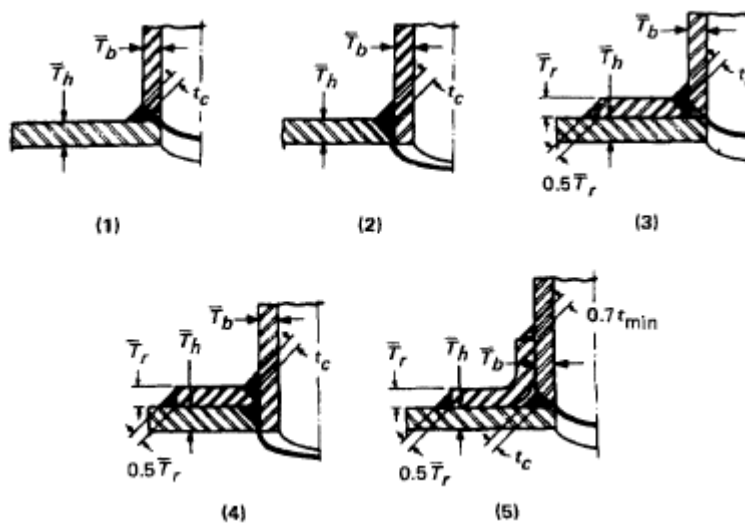 T̅b
T̅h
tc
(1)
T̅b
T̅h
tc
(2)
T̅b
T̅r
T̅h
0.5T̅r
(3)
T̅b
T̅r
T̅h
tc
0.5T̅r
(4)
0.7tmin
T̅r
T̅h
T̅b
0.5T̅r
tc
(5)